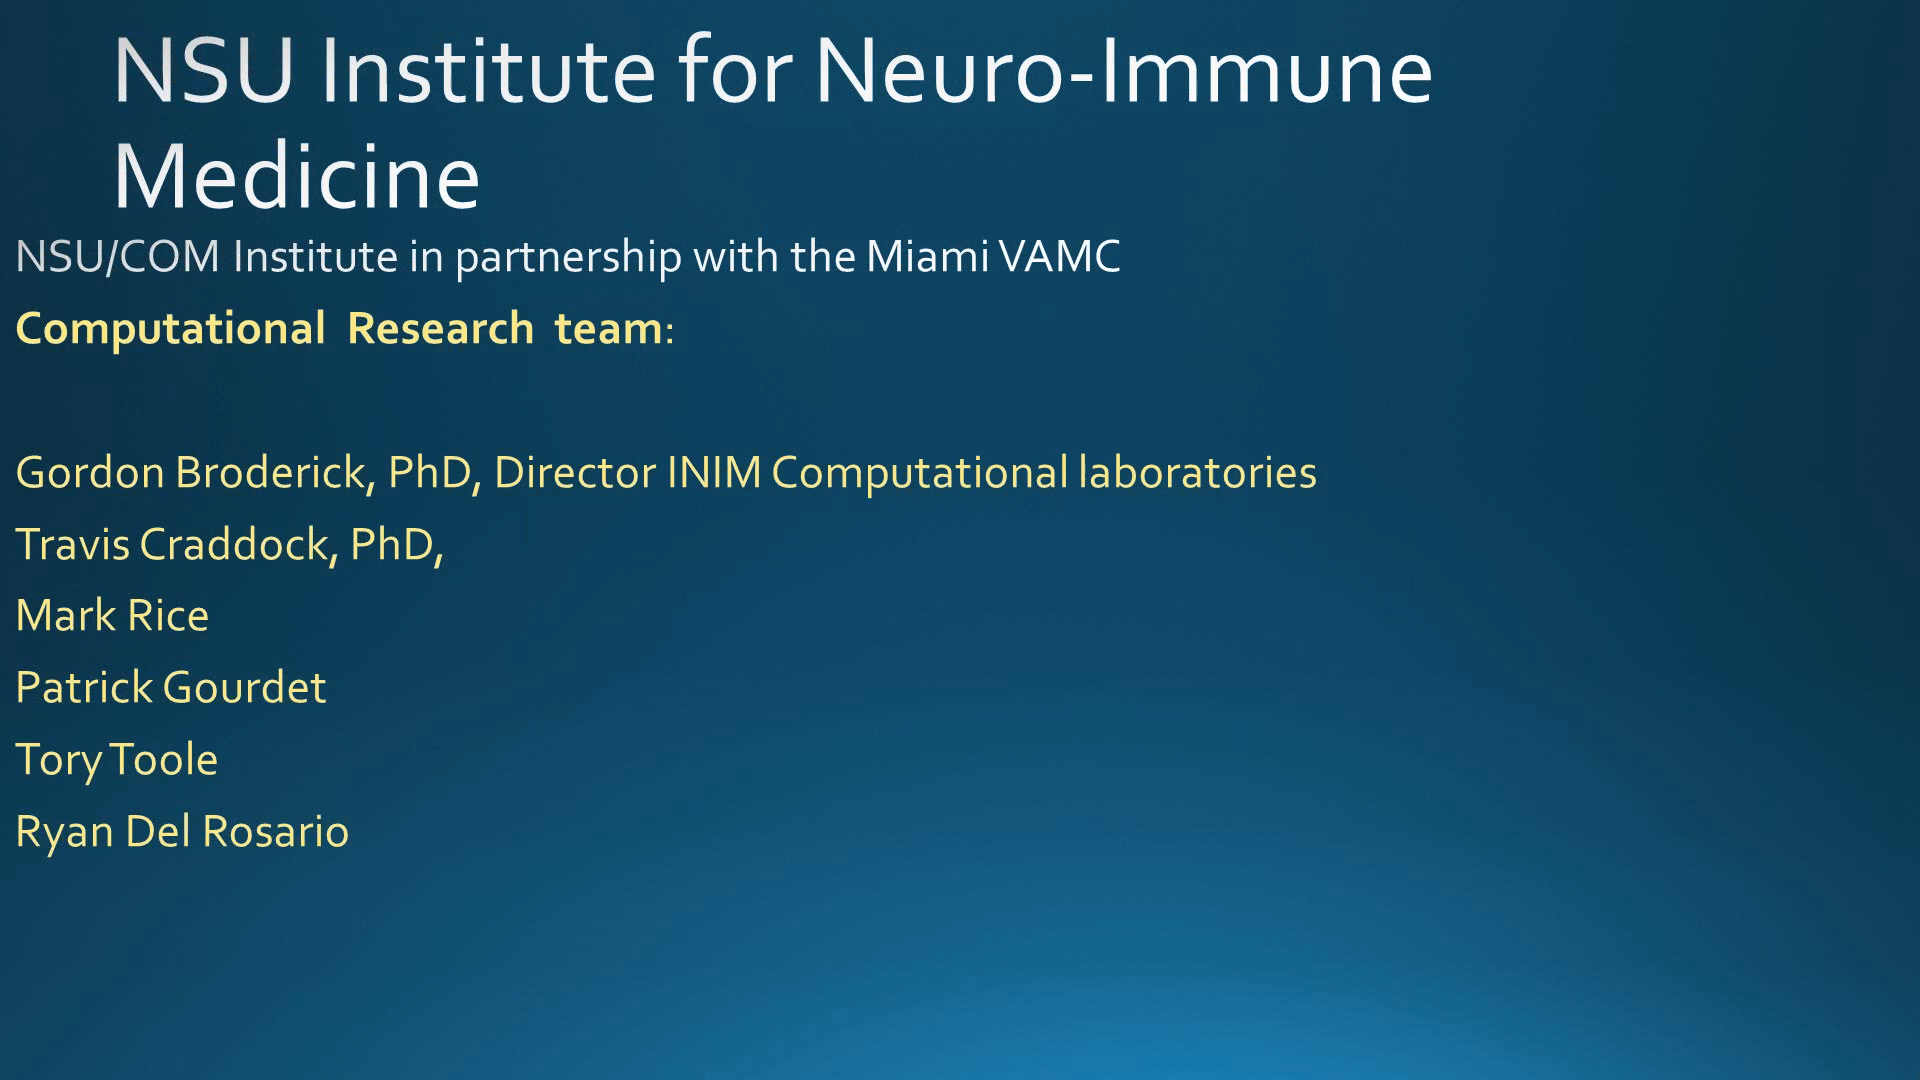 NSU Institute for Neuro-Immune
Medicine
NSU/COM Institute in partnership with the Miami VAMC
Computational Research team:
Gordon Broderick, PhD, Director INIM Computational laboratories
Travis Craddock, PhD,
Mark Rice
Patrick Gourdet
Tory Toole
Ryan Del Rosario